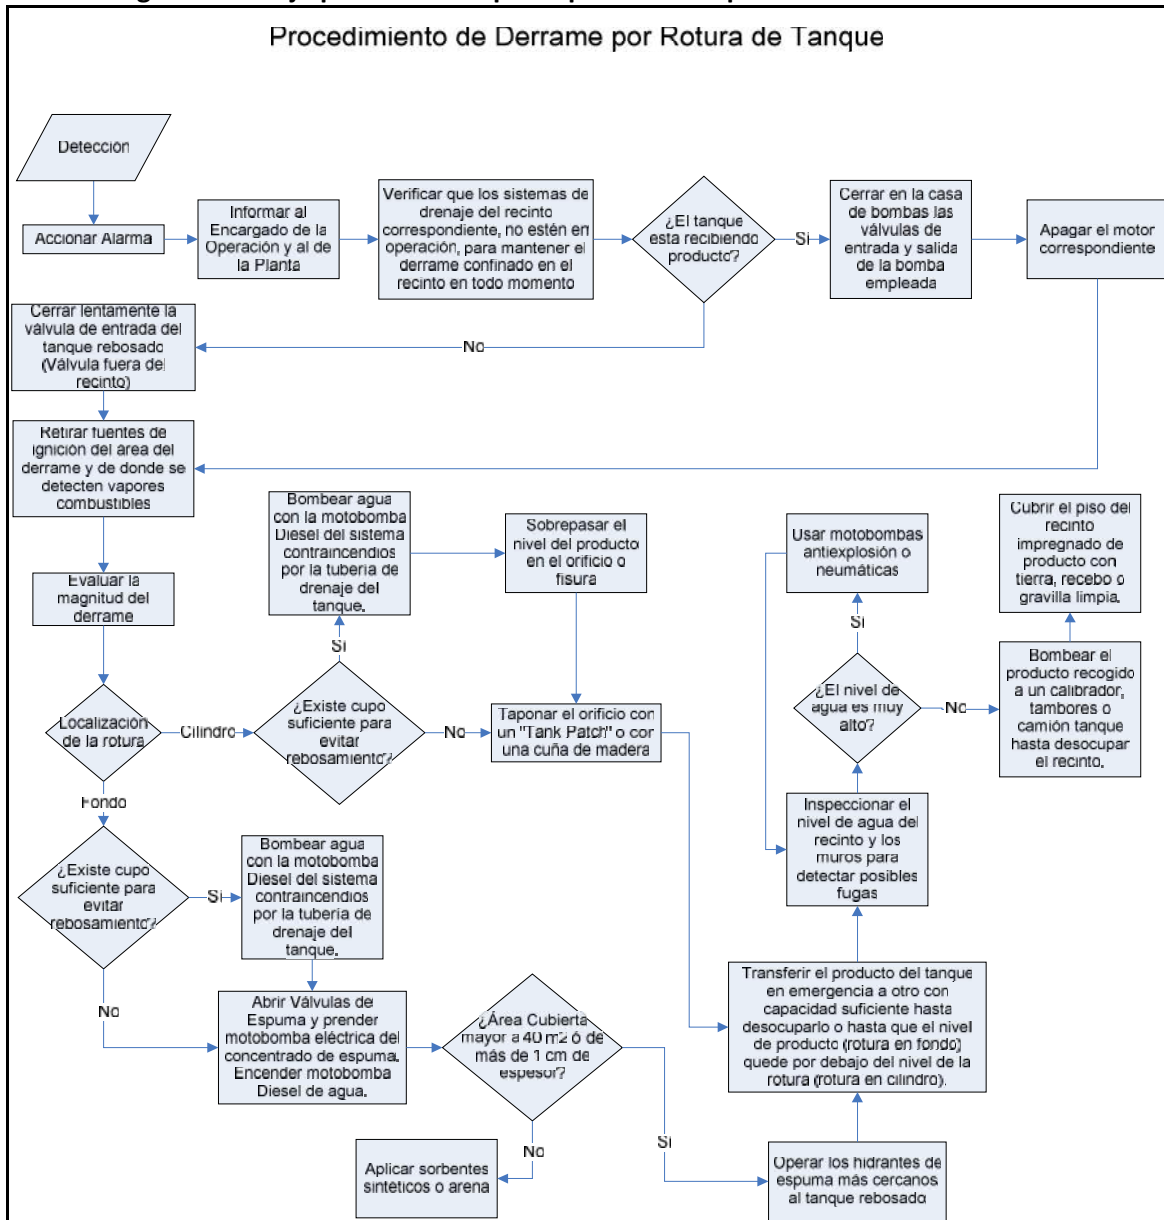 Procedimiento de Derrame por Rotura de Tanque
Detección
Accionar Alarma
Informar al
Encargado de la
Operación y al de
la Planta
Verificar que los sistemas de
drenaje del recinto
correspondiente, no estén en
operación, para mantener el
derrame confinado en el
recinto en todo momento
¿El tanque
esta recibiendo
producto?
Si
Cerrar en la casa
de bombas las
válvulas de
entrada y salida
de la bomba
empleada
Apagar el motor
correspondiente
No
Cerrar lentamente la
válvula de entrada del
tanque rebosado
(Válvula fuera del
recinto)
Retirar fuentes de
ignición del área del
derrame y de donde se
detecten vapores
combustibles
Evaluar la
magnitud del
derrame
Localización
de la rotura
Cilindro
¿Existe cupo
suficiente para
evitar
rebosamiento?
Si
Bombear agua
con la motobomba
Diesel del sistema
contraincendios
por la tubería de
drenaje del
tanque.
Sobrepasar el
nivel del producto
en el orificio o
fisura
No
Taponar el orificio con
un "Tank Patch" o con
una cuña de madera
Fondo
¿Existe cupo
suficiente para
evitar
rebosamiento?
Si
Bombear agua
con la motobomba
Diesel del sistema
contraincendios
por la tubería de
drenaje del
tanque.
No
Abrir Válvulas de
Espuma y prender
motobomba eléctrica del
concentrado de espuma.
Encender motobomba
Diesel de agua.
¿Área Cubierta
mayor a 40 m2 ó de
más de 1 cm de
espesor?
No
Aplicar sorbentes
sintéticos o arena
Si
Operar los hidrantes de
espuma más cercanos
al tanque rebosado
Transferir el producto del tanque
en emergencia a otro con
capacidad suficiente hasta
desocuparlo o hasta que el nivel
de producto (rotura en fondo)
quede por debajo del nivel de la
rotura (rotura en cilindro).
Inspeccionar el
nivel de agua del
recinto y los
muros para
detectar posibles
fugas
¿El nivel de
agua es muy
alto?
Si
Usar motobombas
antiexplosión o
neumáticas
No
Bombear el
producto recogido
a un calibrador,
tambores o
camión tanque
hasta desocupar
el recinto.
Cubrir el piso del
recinto
impregnado de
producto con
tierra, recebo o
gravilla limpia.